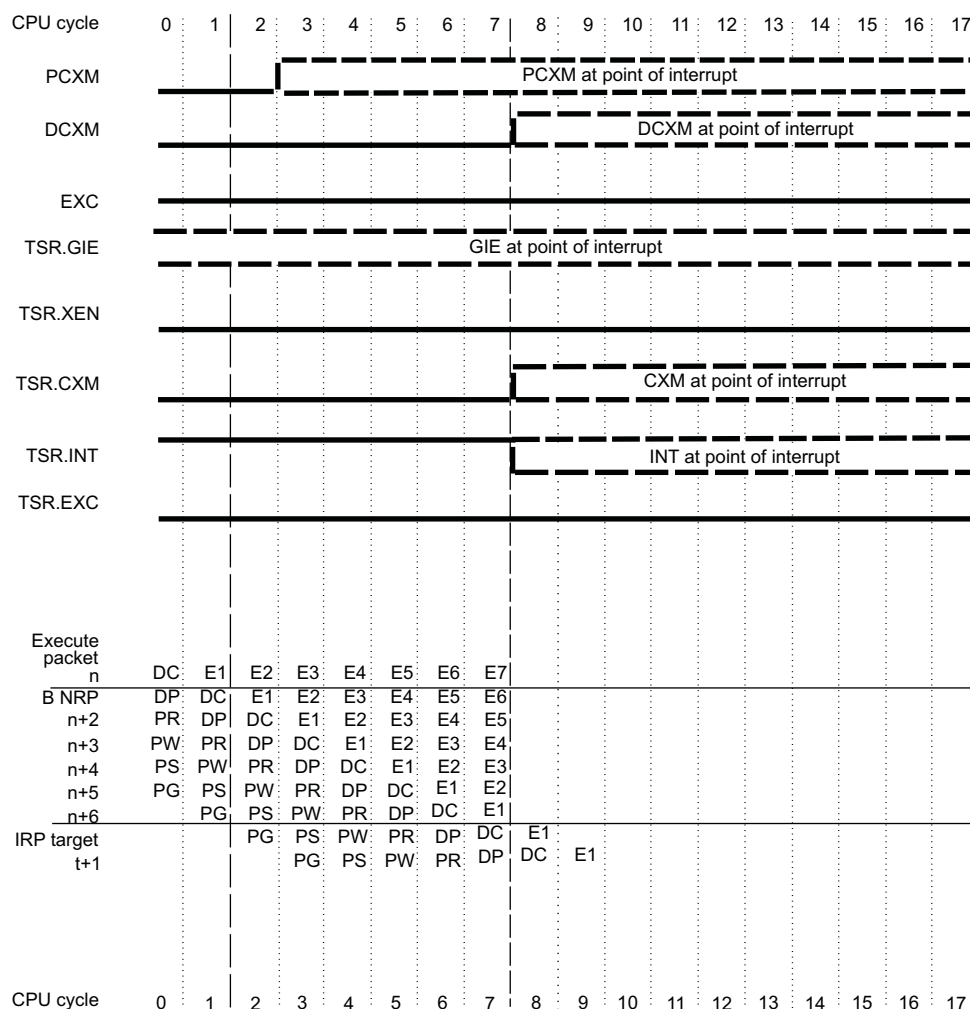 CPU cycle 0 1 2 3 4 5 6 7 8 9 10 11 12 13 14 15 16 17
PCXM PCXM at point of interrupt
DCXM DCXM at point of interrupt
EXC
TSR.GIE GIE at point of interrupt
TSR.XEN
TSR.CXM CXM at point of interrupt
TSR.INT INT at point of interrupt
TSR.EXC
Execute
packet
n DC E1 E2 E3 E4 E5 E6 E7
B NRP DP DC E1 E2 E3 E4 E5 E6
n+2 PR DP DC E1 E2 E3 E4 E5
n+3 PW PR DP DC E1 E2 E3 E4
n+4 PS PW PR DP DC E1 E2 E3
n+5 PG PS PW PR DP DC E1 E2
n+6 PG PS PW PR DP DC E1
IRP target PG PS PW PR DP DC E1
t+1 PG PS PW PR DP DC E1
CPU cycle 0 1 2 3 4 5 6 7 8 9 10 11 12 13 14 15 16 17